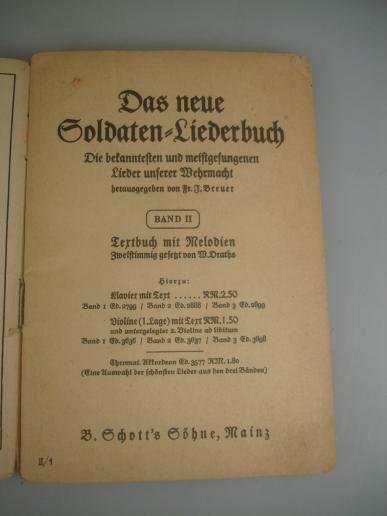 Das neue
Soldaten-Liederbuch
Die bekanntesten und meistgesungenen
Lieder unserer Wehrmacht
herausgegeben von Fr. J. Breuer
BAND II
Textbuch mit Melodien
Zweistimmig gesetzt von W. Draths
Hierzu:
Klavier mit Text ...... RM. 2.50
Band 1 Ed. 2799 / Band 2 Ed. 2888 / Band 3 Ed. 2899
Violine (1. Lage) mit Text RM. 1.50
und untergelegter 2. Violine ad libitum
Band 1 Ed. 3636 / Band 2 Ed. 3637 / Band 3 Ed. 3638
Chromat. Akkordeon Ed. 3577 RM. 1.80
(Eine Auswahl der schönsten Lieder aus den drei Bänden)
B. Schott's Söhne, Mainz
II/1